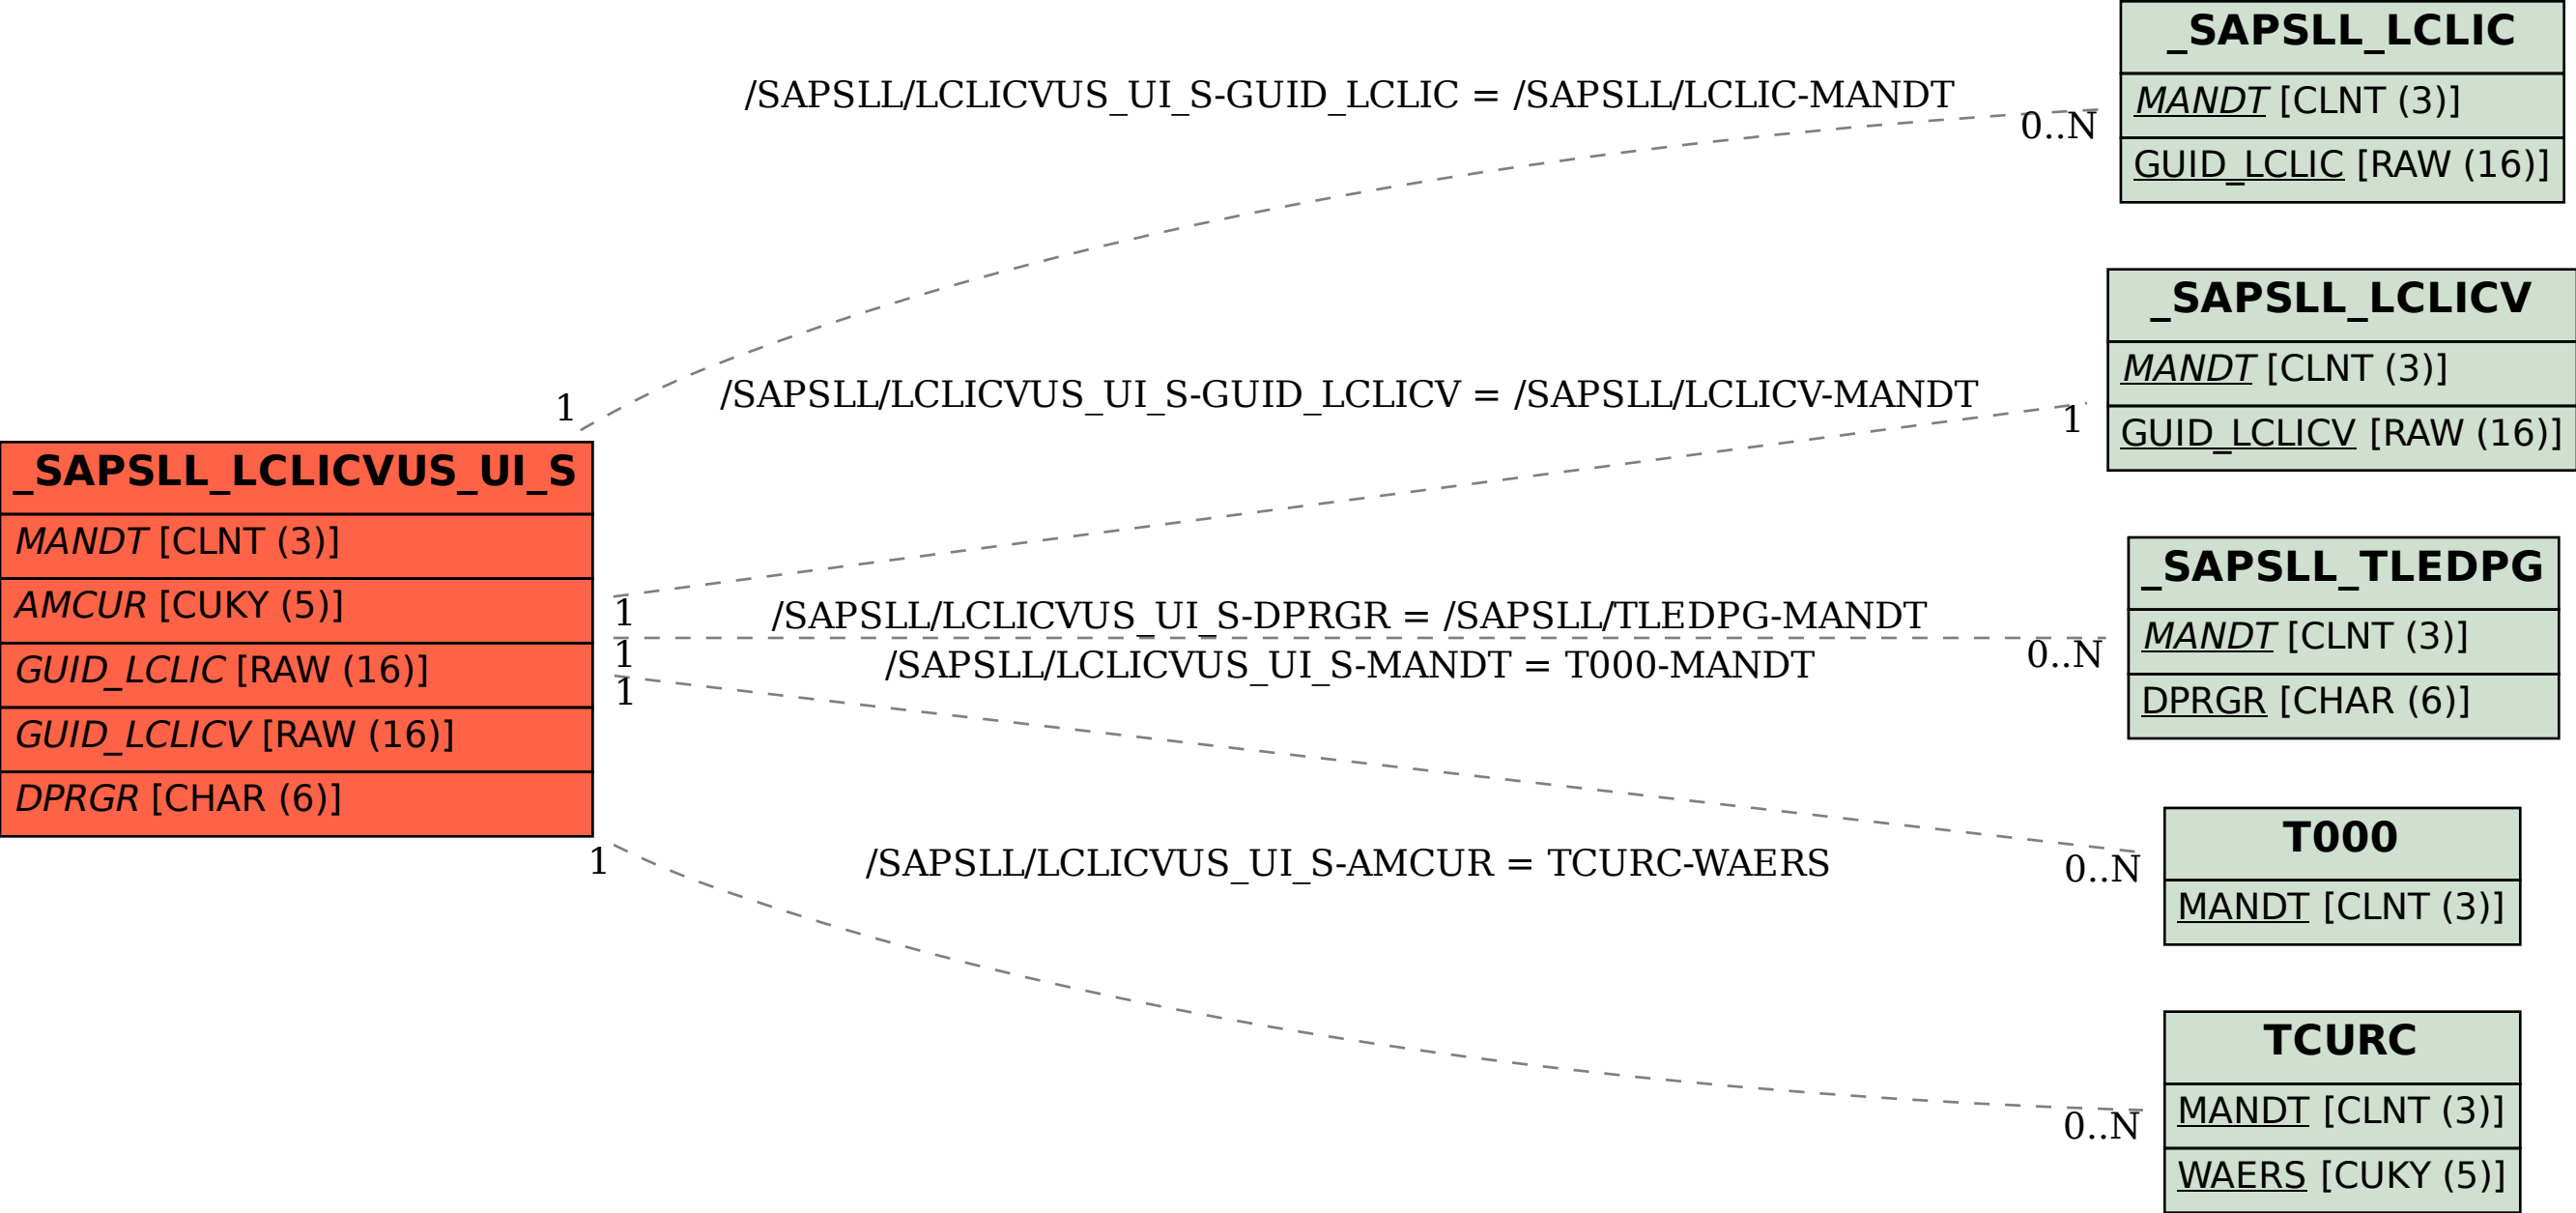 _SAPSLL_LCLICVUS_UI_S
MANDT [CLNT (3)]
AMCUR [CUKY (5)]
GUID_LCLIC [RAW (16)]
GUID_LCLICV [RAW (16)]
DPRGR [CHAR (6)]
/SAPSLL/LCLICVUS_UI_S-GUID_LCLIC = /SAPSLL/LCLIC-MANDT
1
0..N
/SAPSLL/LCLICVUS_UI_S-GUID_LCLICV = /SAPSLL/LCLICV-MANDT
1
1
/SAPSLL/LCLICVUS_UI_S-DPRGR = /SAPSLL/TLEDPG-MANDT
1
0..N
/SAPSLL/LCLICVUS_UI_S-MANDT = T000-MANDT
1
0..N
/SAPSLL/LCLICVUS_UI_S-AMCUR = TCURC-WAERS
1
0..N
_SAPSLL_LCLIC
MANDT [CLNT (3)]
GUID_LCLIC [RAW (16)]
_SAPSLL_LCLICV
MANDT [CLNT (3)]
GUID_LCLICV [RAW (16)]
_SAPSLL_TLEDPG
MANDT [CLNT (3)]
DPRGR [CHAR (6)]
T000
MANDT [CLNT (3)]
TCURC
MANDT [CLNT (3)]
WAERS [CUKY (5)]